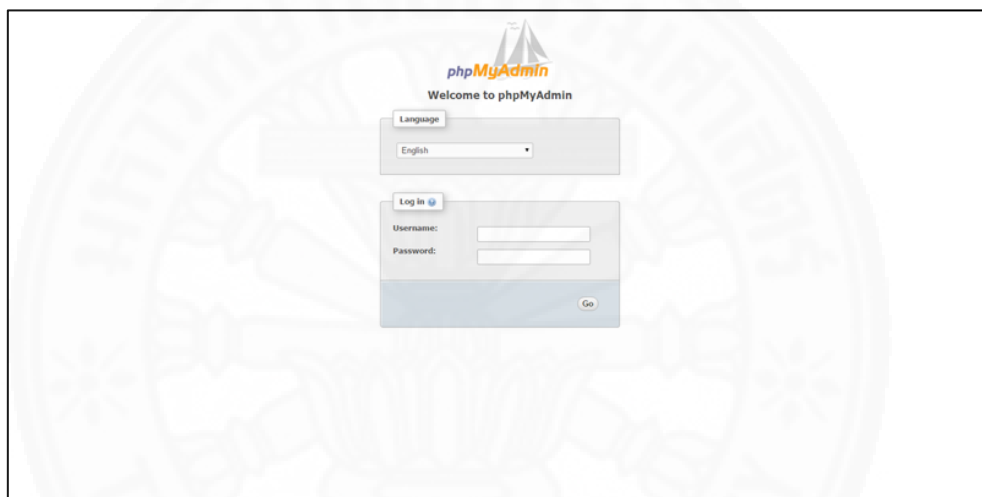 phpMyAdmin
Welcome to phpMyAdmin
Language
English
Log in
Username:
Password:
Go